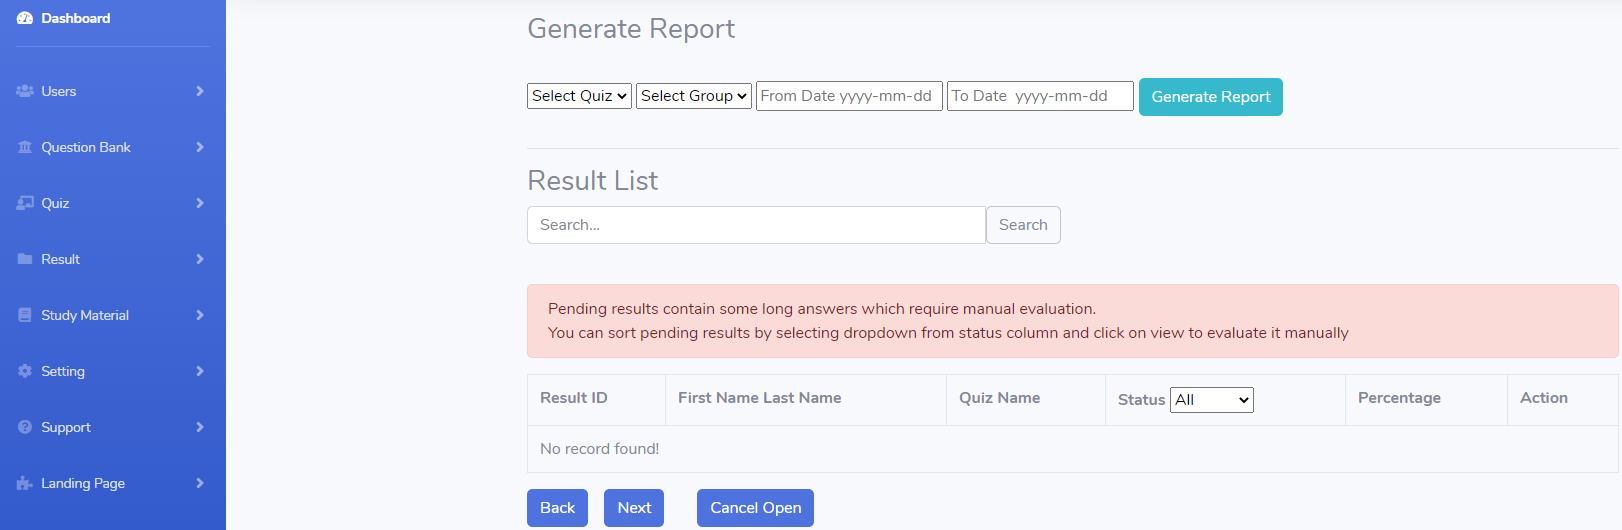 Dashboard
Users
Question Bank
Quiz
Result
Study Material
Setting
Support
Landing Page
Generate Report
Select Quiz Select Group From Date yyyy-mm-dd To Date yyyy-mm-dd Generate Report
Result List
Search... Search
Pending results contain some long answers which require manual evaluation.
You can sort pending results by selecting dropdown from status column and click on view to evaluate it manually
Result ID First Name Last Name Quiz Name Status All Percentage Action
No record found!
Back Next Cancel Open